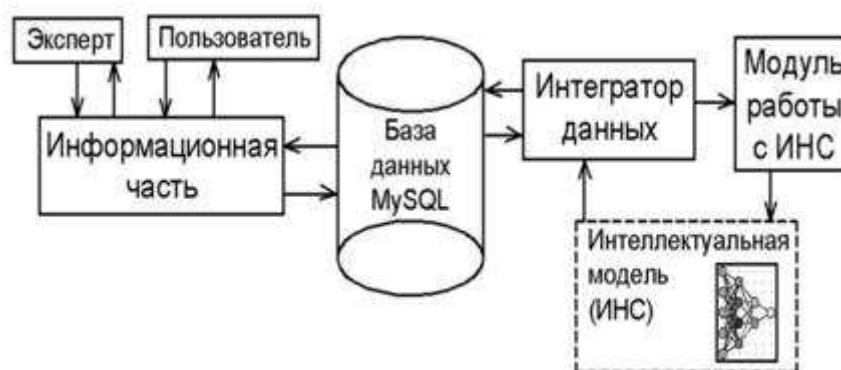 Эксперт
Пользователь
Информационная
часть
База
данных
MySQL
Интегратор
данных
Модуль
работы
с ИНС
Интеллектуальная
модель
(ИНС)